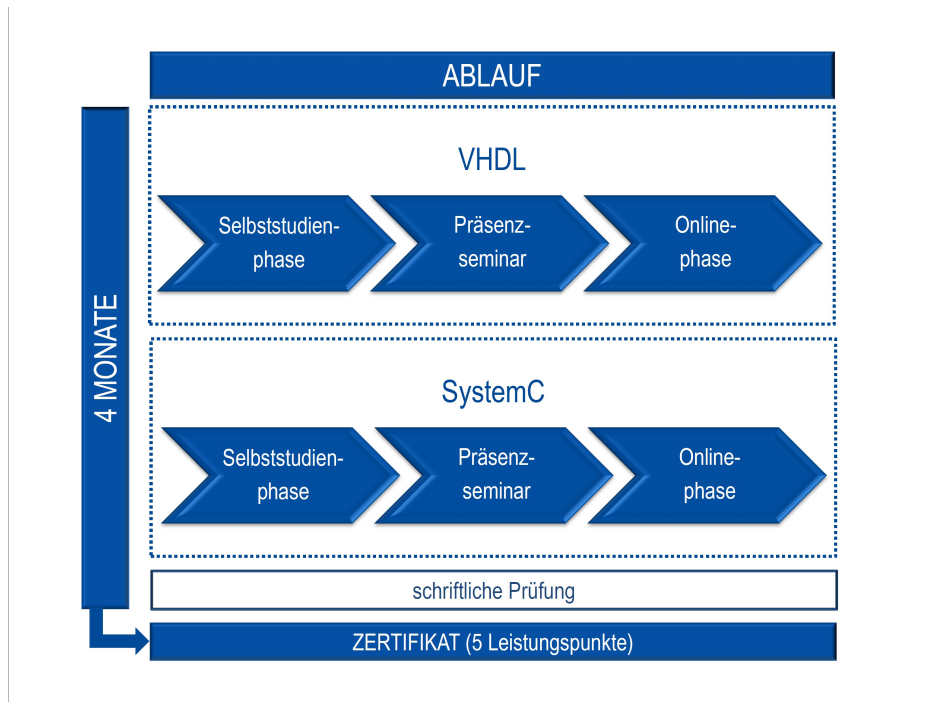 ABLAUF
4 MONATE
VHDL
Selbststudien-
phase
Präsenz-
seminar
Online-
phase
SystemC
Selbststudien-
phase
Präsenz-
seminar
Online-
phase
schriftliche Prüfung
ZERTIFIKAT (5 Leistungspunkte)